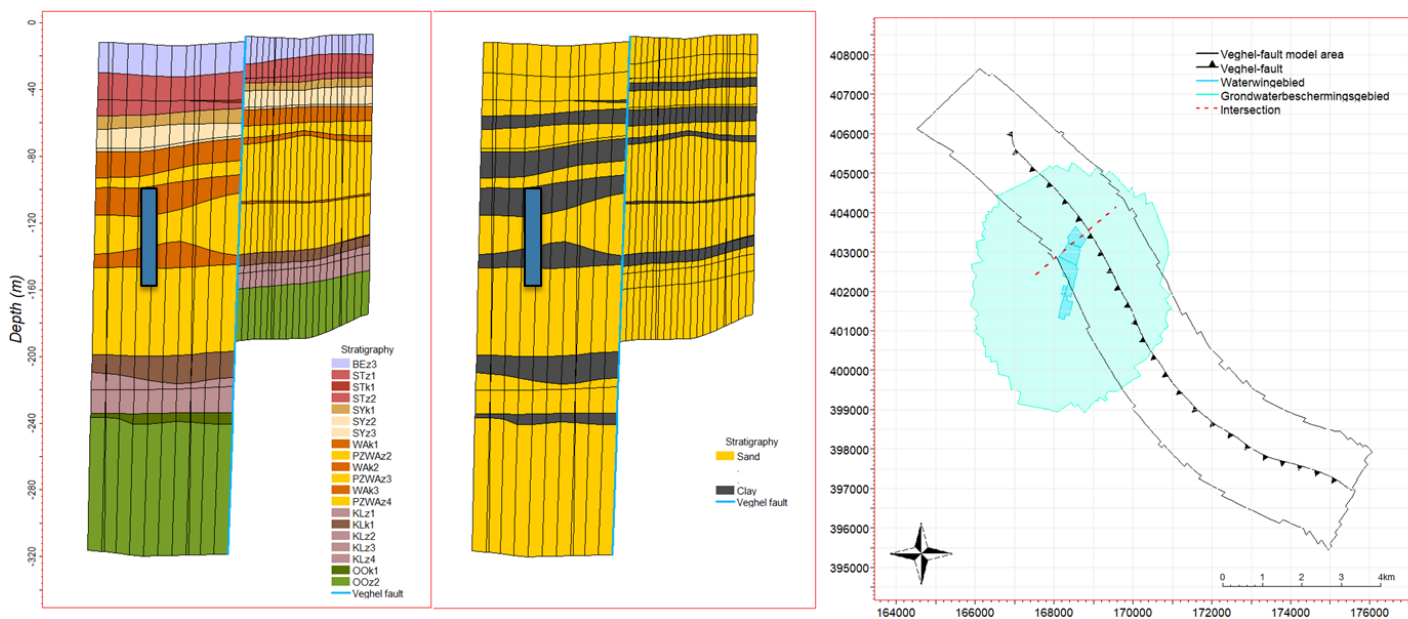 0
40
80
-120
-160
-200
-240
-280
-320
Depth (m)
Stratigraphy
BEz3
STz1
STk1
STz2
SYk1
SYz2
SYz3
WAk1
PZWAz2
WAk2
PZWAz3
WAk3
PZWAz4
KLz1
KLk1
KLz2
KLz3
KLz4
OOk1
OOz2
Veghel fault
Stratigraphy
Sand
Clay
Veghel fault
Veghel-fault model area
Veghel-fault
Waterwingebied
Grondwaterbeschermingsgebied
Intersection
408000
407000
406000
405000
404000
403000
402000
401000
400000
399000
398000
397000
396000
395000
0 1 2 3 4km
164000 166000 168000 170000 172000 174000 176000